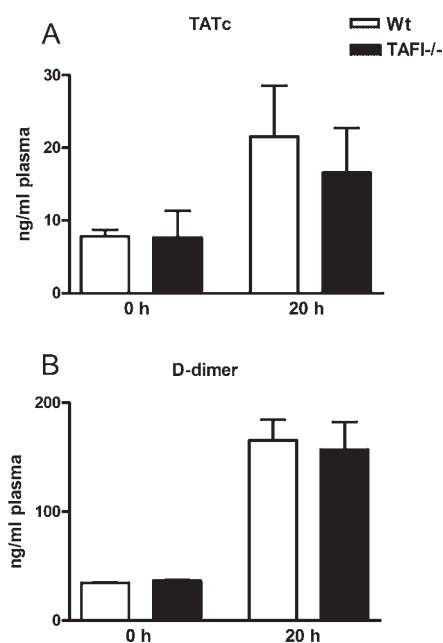 A
TATc
Wt
TAFI-/-
ng/ml plasma
30
20
10
0
0 h
20 h
B
D-dimer
ng/ml plasma
200
100
0
0 h
20 h